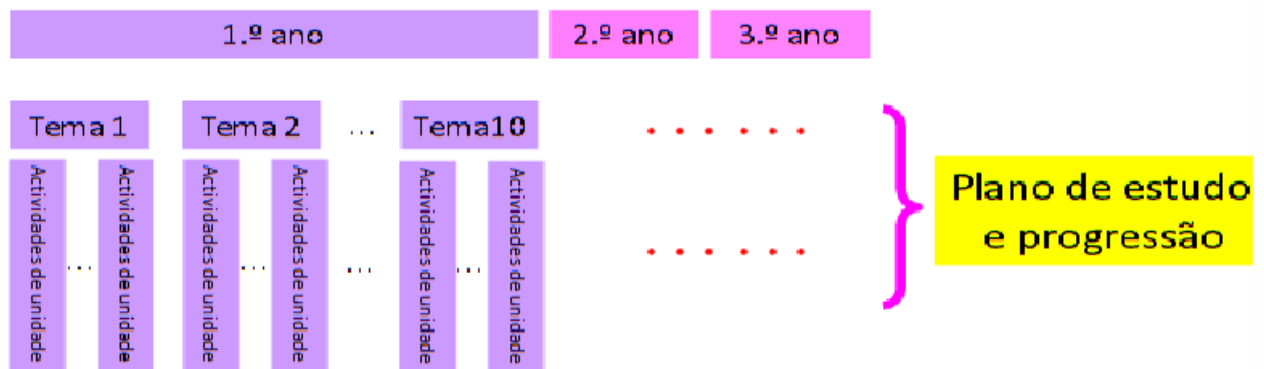 1.º ano 2.º ano 3.º ano
Tema 1 Tema 2 ... Tema10 . . . . . .
Actividades de unidade ... Actividades de unidade Actividades de unidade ... Actividades de unidade ... Actividades de unidade ... Actividades de unidade . . . . . .
Plano de estudo
e progressão